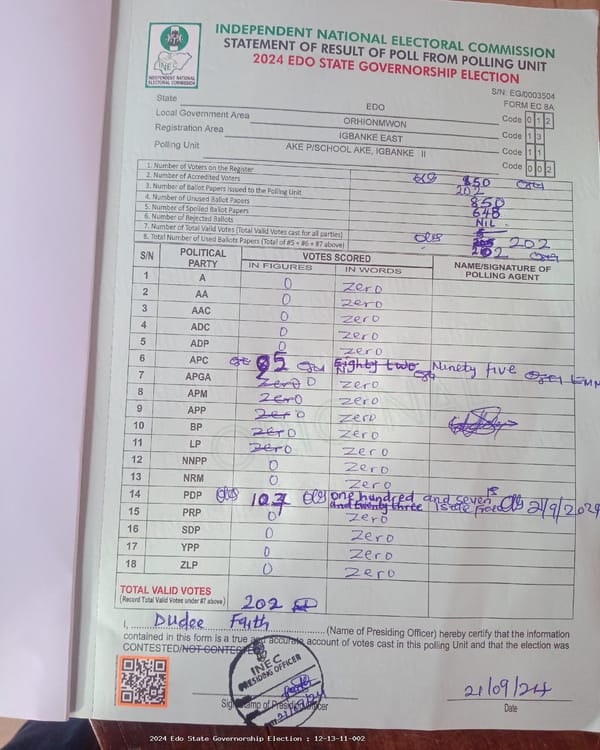 INDEPENDENT NATIONAL ELECTORAL COMMISSION
STATEMENT OF RESULT OF POLL FROM POLLING UNIT
2024 EDO STATE GOVERNORSHIP ELECTION
INEC
INDEPENDENT NATIONAL ELECTORAL COMMISSION
S/N: EG/0003504
FORM EC 8A
State EDO Code 0 1 2
Local Government Area ORHIONMWON Code 1 3
Registration Area IGBANKE EAST Code 1 1
Polling Unit AKE P/SCHOOL AKE, IGBANKE II Code 0 0 2
1. Number of Voters on the Register 850
2. Number of Accredited Voters 202
3. Number of Ballot Papers Issued to the Polling Unit 850
4. Number of Unused Ballot Papers 648
5. Number of Spoiled Ballot Papers NIL
6. Number of Rejected Ballots
7. Number of Total Valid Votes (Total Valid Votes cast for all parties) 202
8. Total Number of Used Ballots Papers (Total of #5 + #6 + #7 above) 202
S/N POLITICAL PARTY VOTES SCORED NAME/SIGNATURE OF POLLING AGENT
IN FIGURES IN WORDS
1 A 0 zero
2 AA 0 zero
3 AAC 0 zero
4 ADC 0 zero
5 ADP 0 zero
6 APC 95 Eighty two Ninety five
7 APGA zero 0 zero
8 APM zero 0 zero
9 APP zero 0 zero
10 BP zero 0 zero
11 LP zero 0 zero
12 NNPP 0 zero
13 NRM 0 zero
14 PDP 107 one hundred and seven 21/9/2024
and twenty three
15 PRP 0 zero
16 SDP 0 zero
17 YPP 0 zero
18 ZLP 0 zero
TOTAL VALID VOTES
(Record Total Valid Votes under #7 above) 202
I, Dudee Faith (Name of Presiding Officer) hereby certify that the information
contained in this form is a true and accurate account of votes cast in this polling Unit and that the election was
CONTESTED/NOT CONTESTED
INEC
PRESIDING OFFICER
21/09/24
Signature/Stamp of Presiding Officer
21/09/24
Date
2024 Edo State Governorship Election : 12-13-11-002